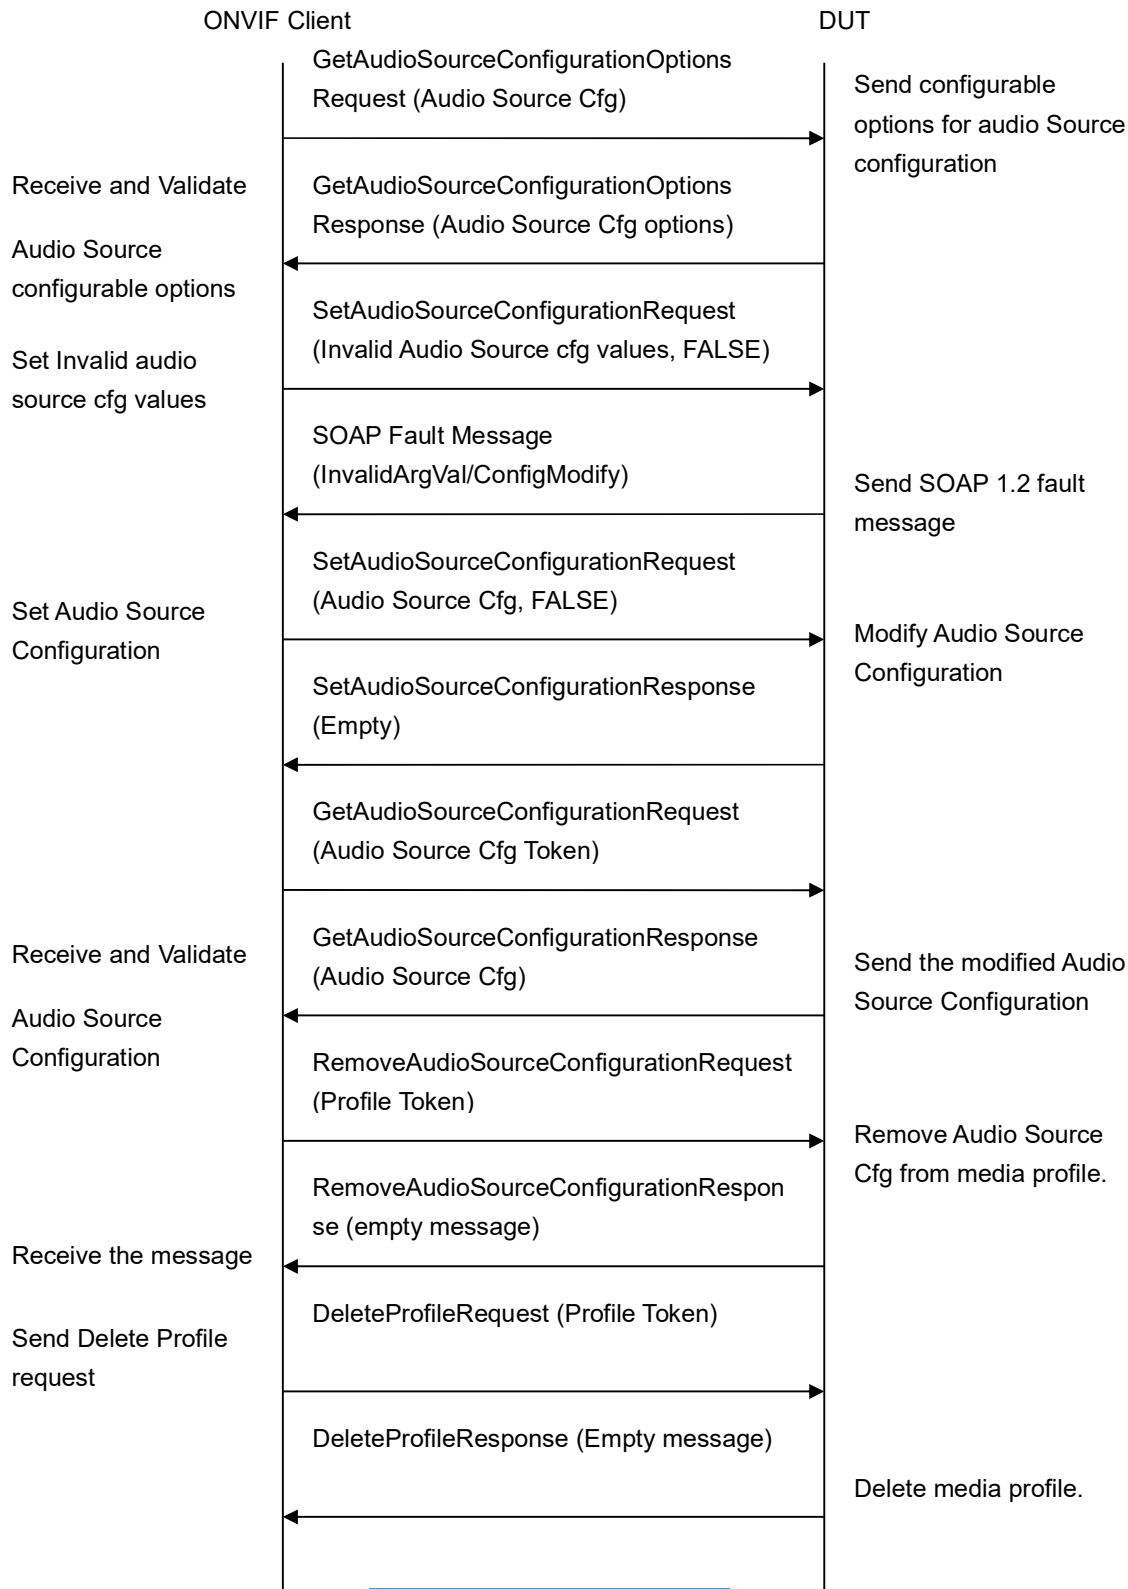 ONVIF Client
DUT
GetAudioSourceConfigurationOptions
Request (Audio Source Cfg)
Send configurable
options for audio Source
configuration
Receive and Validate
Audio Source
configurable options
GetAudioSourceConfigurationOptions
Response (Audio Source Cfg options)
SetAudioSourceConfigurationRequest
(Invalid Audio Source cfg values, FALSE)
Set Invalid audio
source cfg values
SOAP Fault Message
(InvalidArgVal/ConfigModify)
Send SOAP 1.2 fault
message
SetAudioSourceConfigurationRequest
(Audio Source Cfg, FALSE)
Set Audio Source
Configuration
Modify Audio Source
Configuration
SetAudioSourceConfigurationResponse
(Empty)
GetAudioSourceConfigurationRequest
(Audio Source Cfg Token)
Receive and Validate
Audio Source
Configuration
GetAudioSourceConfigurationResponse
(Audio Source Cfg)
Send the modified Audio
Source Configuration
RemoveAudioSourceConfigurationRequest
(Profile Token)
Remove Audio Source
Cfg from media profile.
RemoveAudioSourceConfigurationRespon
se (empty message)
Receive the message
DeleteProfileRequest (Profile Token)
Send Delete Profile
request
DeleteProfileResponse (Empty message)
Delete media profile.